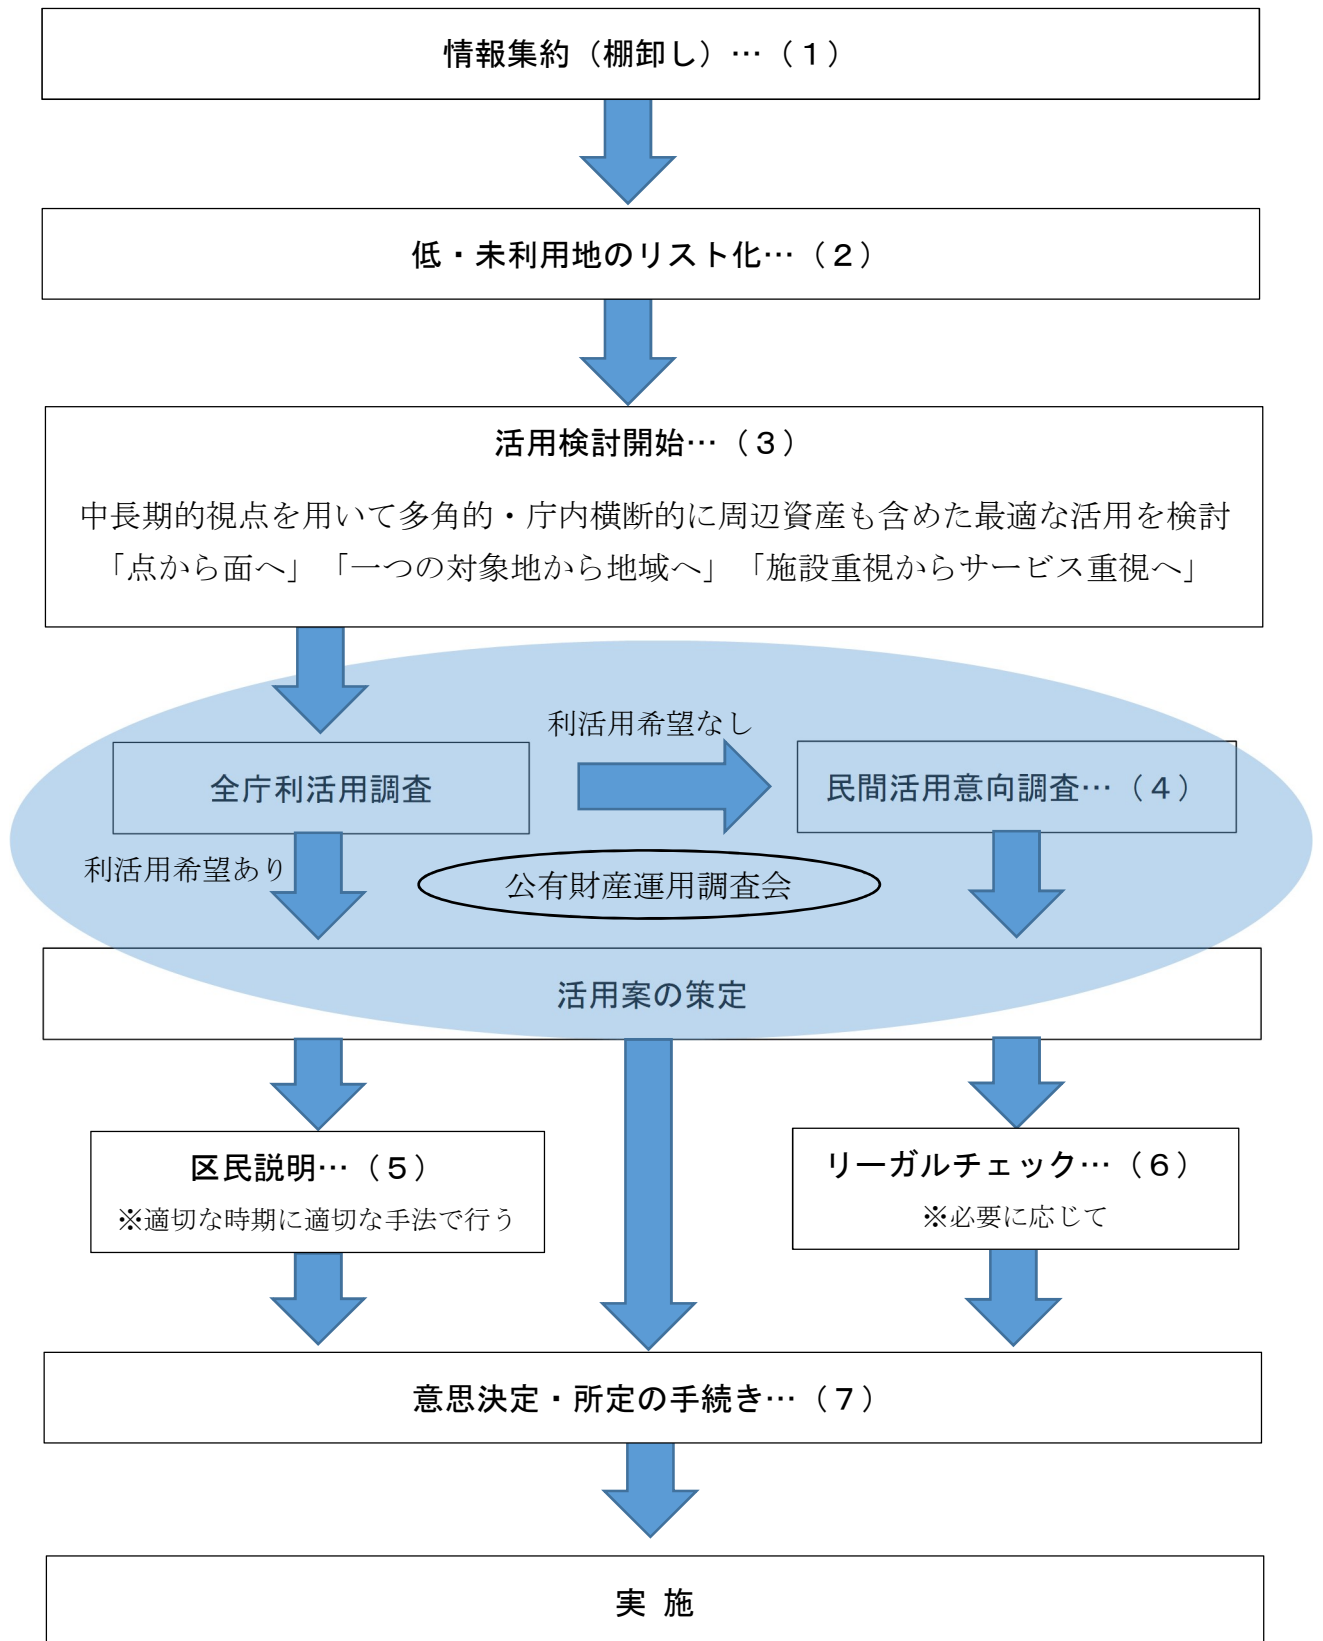 情報集約（棚卸し）…（１）
低・未利用地のリスト化…（２）
活用検討開始…（３）
中長期的視点を用いて多角的・庁内横断的に周辺資産も含めた最適な活用を検討
「点から面へ」「一つの対象地から地域へ」「施設重視からサービス重視へ」
利活用希望なし
全庁利活用調査
民間活用意向調査…（４）
利活用希望あり
公有財産運用調査会
活用案の策定
区民説明…（５）
※適切な時期に適切な手法で行う
リーガルチェック…（６）
※必要に応じて
意思決定・所定の手続き…（７）
実 施